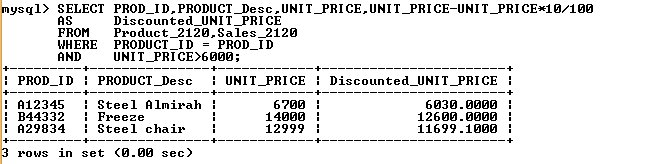 mysql> SELECT PROD_ID,PRODUCT_Desc,UNIT_PRICE,UNIT_PRICE-UNIT_PRICE*10/100
AS Discounted_UNIT_PRICE
FROM Product_2120,Sales_2120
WHERE PRODUCT_ID = PROD_ID
AND UNIT_PRICE>6000;
+---------+---------------+------------+-----------------------+
| PROD_ID | PRODUCT_Desc | UNIT_PRICE | Discounted_UNIT_PRICE |
+---------+---------------+------------+-----------------------+
| A12345 | Steel Almirah | 6700 | 6030.0000 |
| B44332 | Freeze | 14000 | 12600.0000 |
| A29834 | Steel chair | 12999 | 11699.1000 |
+---------+---------------+------------+-----------------------+
3 rows in set (0.00 sec)